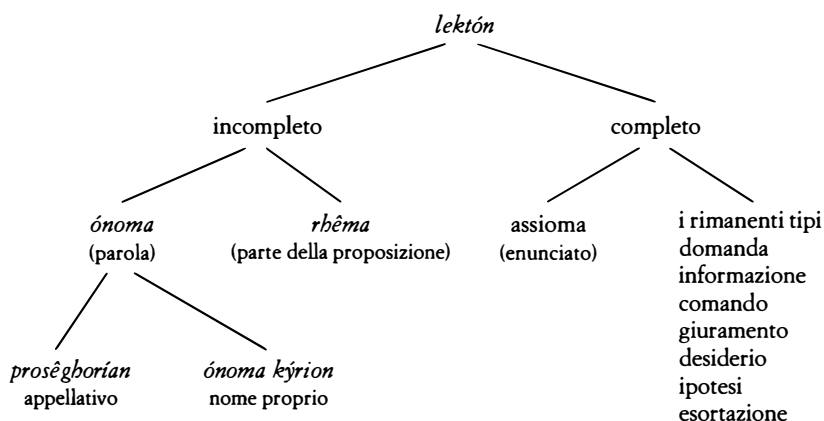 lektón
incompleto
completo
ónoma
(parola)
rhêma
(parte della proposizione)
assioma
(enunciato)
i rimanenti tipi
domanda
informazione
comando
giuramento
desiderio
ipotesi
esortazione
prosêghorían
appellativo
ónoma kýrion
nome proprio